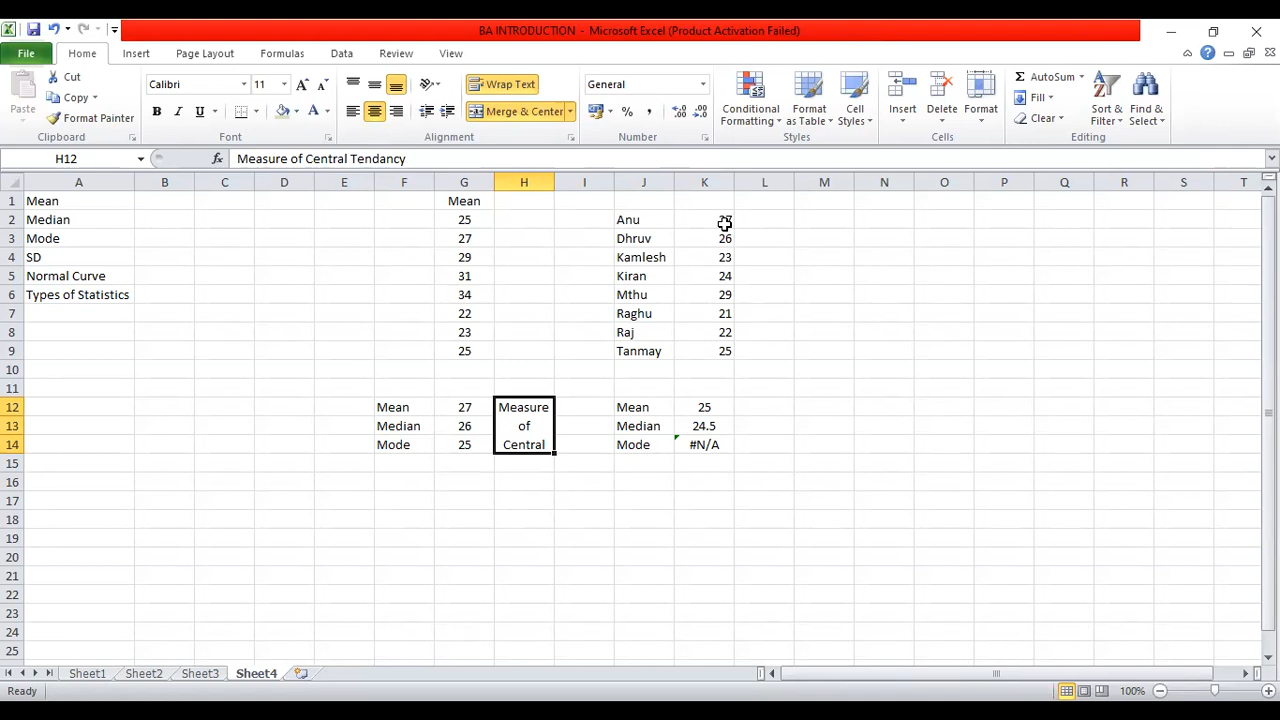 BA INTRODUCTION - Microsoft Excel (Product Activation Failed)
File Home Insert Page Layout Formulas Data Review View
Paste Cut Calibri 11 Wrap Text General Conditional Formatting Format as Table Cell Styles Insert Delete Format AutoSum Sort & Filter Find & Select
Copy Fill
Format Painter B I U A Merge & Center % , Clear
Clipboard Font Alignment Number Styles Cells Editing
H12 fx Measure of Central Tendancy
A B C D E F G H I J K L M N O P Q R S T
1 Mean Mean
2 Median 25 Anu
3 Mode 27 Dhruv 26
4 SD 29 Kamlesh 23
5 Normal Curve 31 Kiran 24
6 Types of Statistics 34 Mthu 29
7 22 Raghu 21
8 23 Raj 22
9 25 Tanmay 25
10
11
12 Mean 27 Measure Mean 25
13 Median 26 of Median 24.5
14 Mode 25 Central Mode #N/A
15
16
17
18
19
20
21
22
23
24
25
Sheet1 Sheet2 Sheet3 Sheet4
Ready 100%